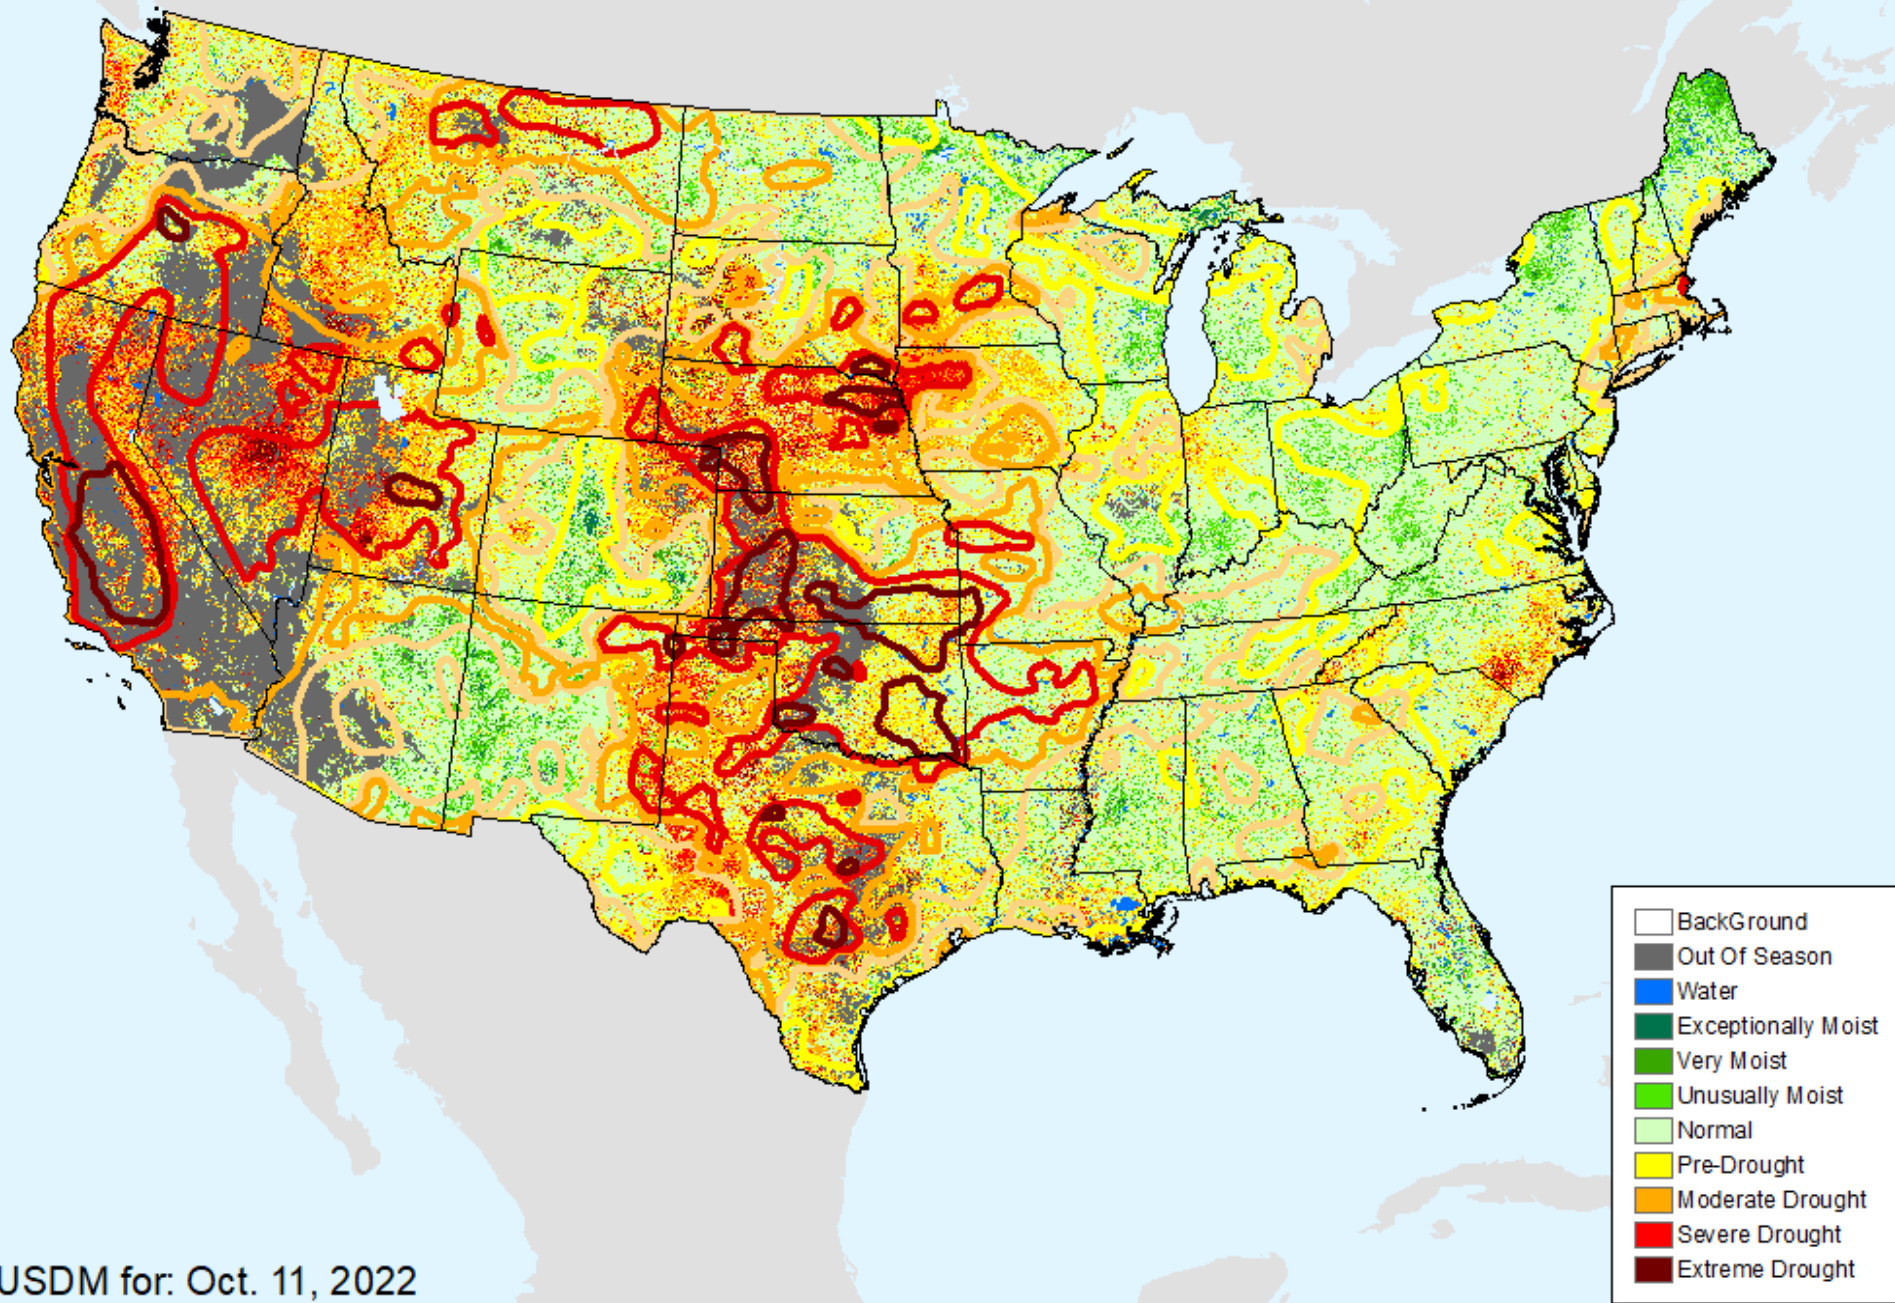 BackGround
Out Of Season
Water
Exceptionally Moist
Very Moist
Unusually Moist
Normal
Pre-Drought
Moderate Drought
Severe Drought
Extreme Drought
USDM for: Oct. 11, 2022